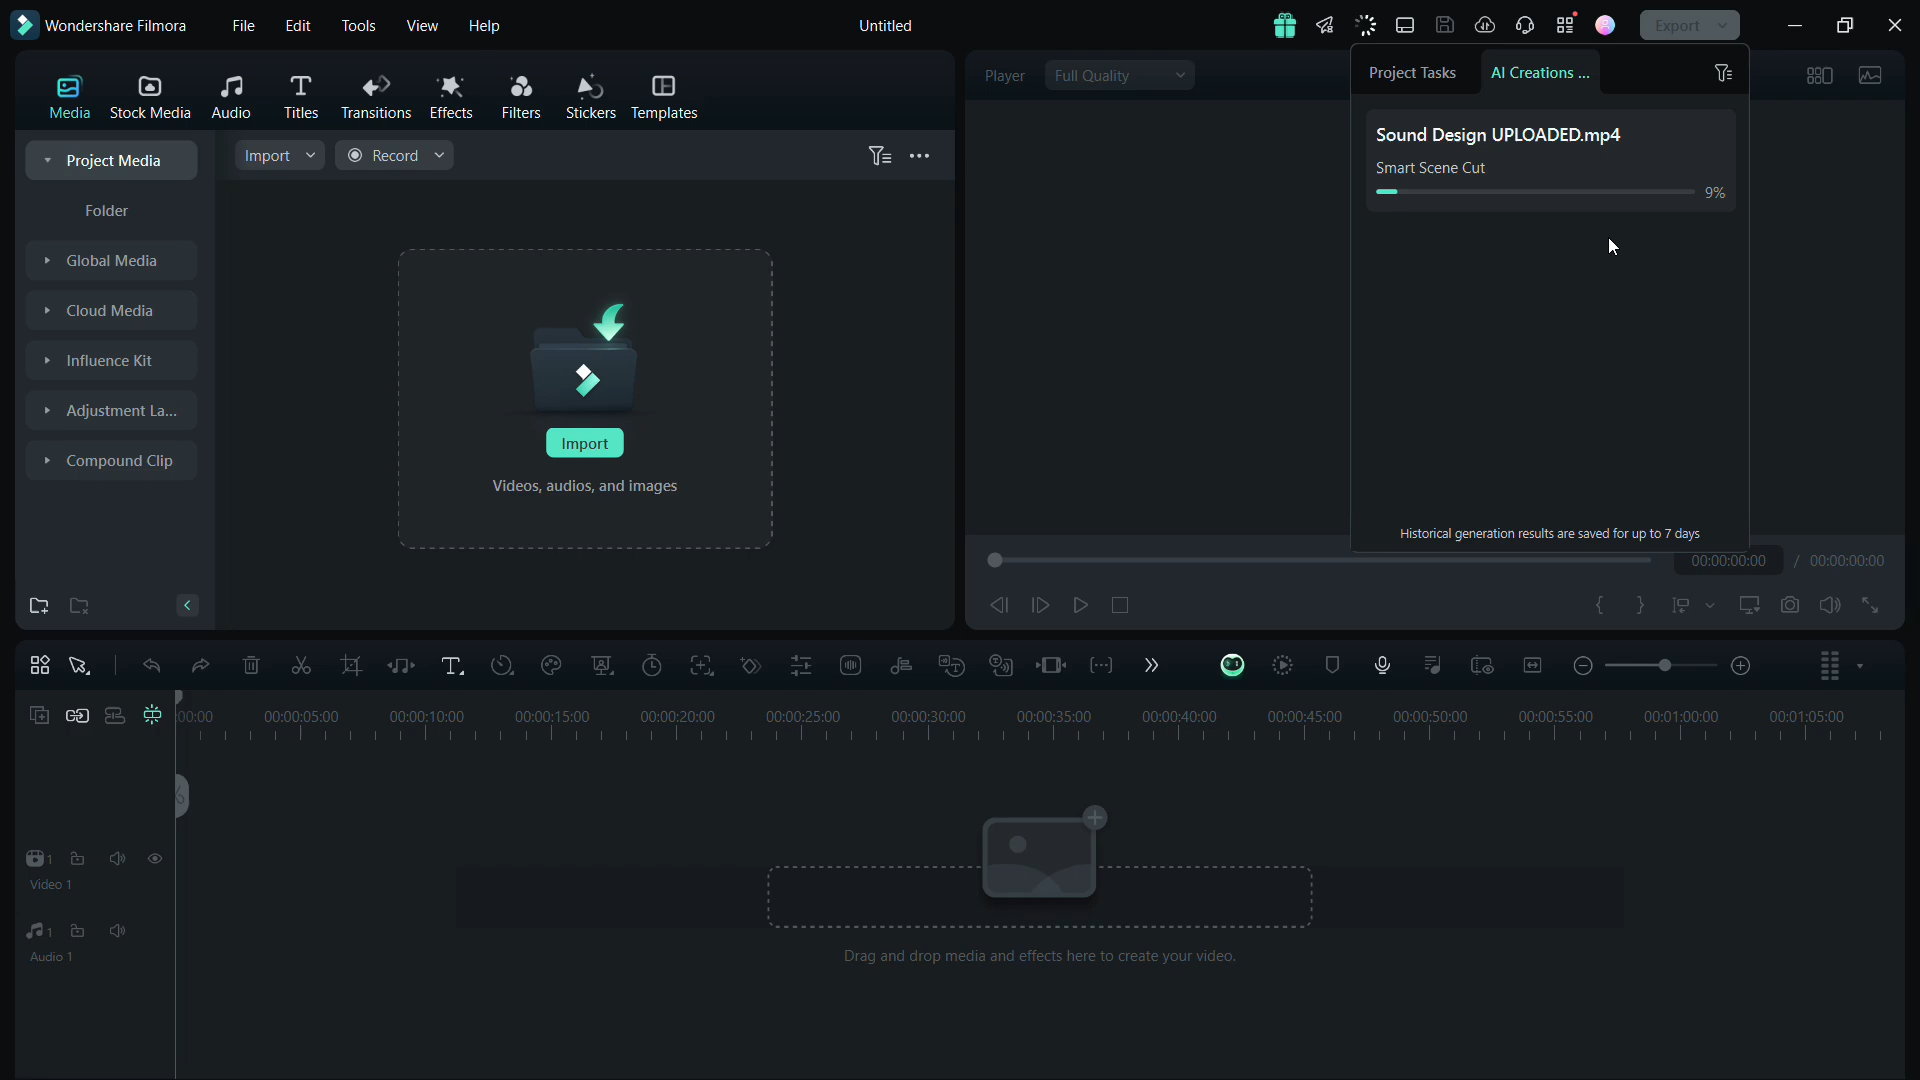 Wondershare Filmora
File
Edit
Tools
View
Help
Untitled
Export
Media
Stock Media
Audio
Titles
Transitions
Effects
Filters
Stickers
Templates
Player
Full Quality
Project Tasks
AI Creations ...
Project Media
Folder
Global Media
Cloud Media
Influence Kit
Adjustment La...
Compound Clip
Import
Record
Import
Videos, audios, and images
Sound Design UPLOADED.mp4
Smart Scene Cut
9%
Historical generation results are saved for up to 7 days
00:00:00:00 / 00:00:00:00
:00:00
00:00:05:00
00:00:10:00
00:00:15:00
00:00:20:00
00:00:25:00
00:00:30:00
00:00:35:00
00:00:40:00
00:00:45:00
00:00:50:00
00:00:55:00
00:01:00:00
00:01:05:00
1
Video 1
1
Audio 1
Drag and drop media and effects here to create your video.